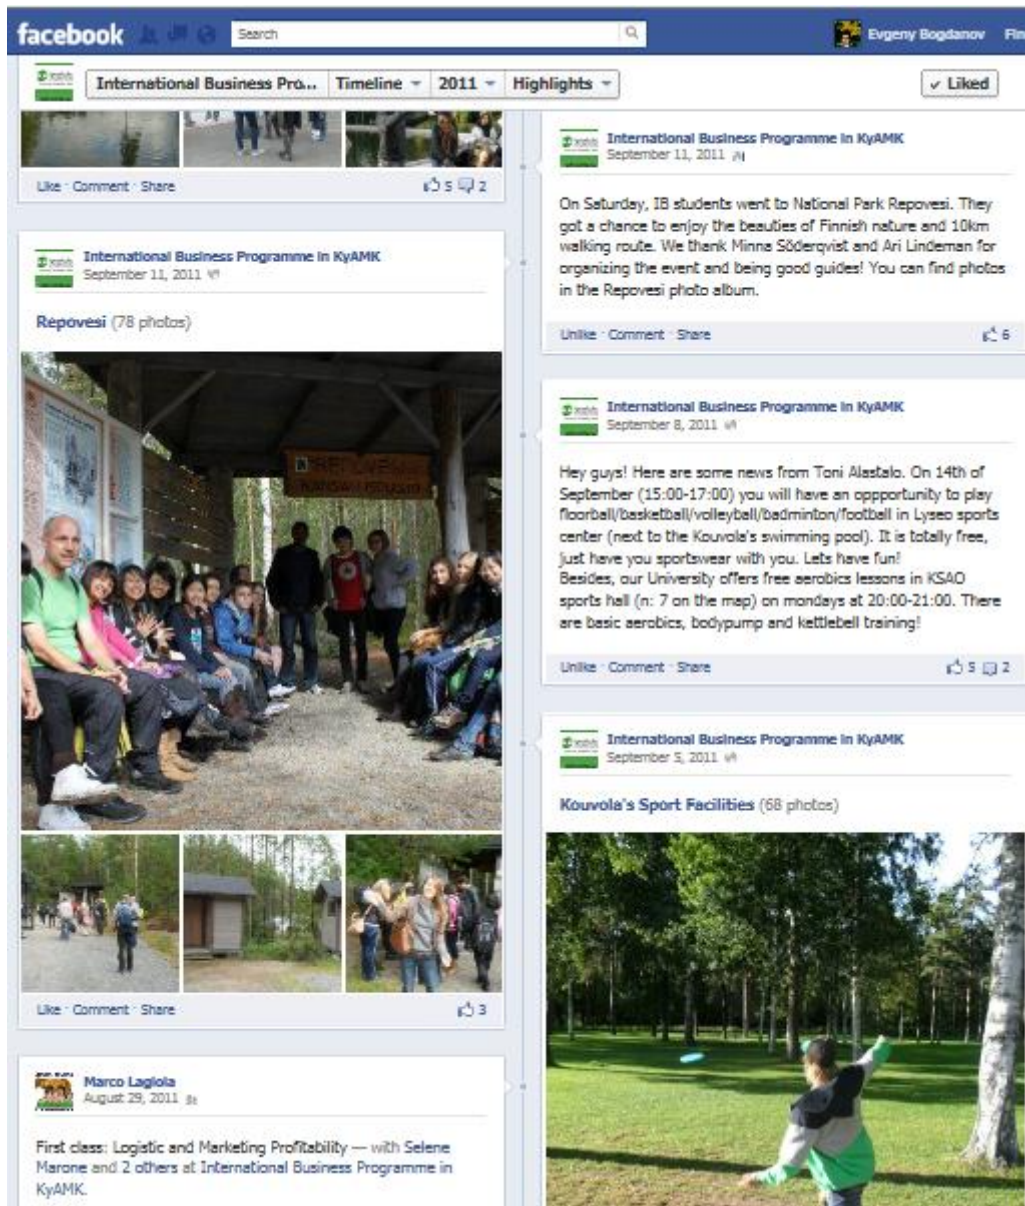 facebook
Search
Evgeny Bogdanov Fin
International Business Pro... Timeline 2011 Highlights
Liked
Like · Comment · Share 5 2
International Business Programme in KyAMK
September 11, 2011
Repovesi (78 photos)
Like · Comment · Share 3
Marco Lagioia
August 29, 2011
First class: Logistic and Marketing Profitability — with Selene
Marone and 2 others at International Business Programme in
KyAMK.
International Business Programme in KyAMK
September 11, 2011
On Saturday, IB students went to National Park Repovesi. They
got a chance to enjoy the beauties of Finnish nature and 10km
walking route. We thank Minna Söderqvist and Ari Lindeman for
organizing the event and being good guides! You can find photos
in the Repovesi photo album.
Unlike · Comment · Share 6
International Business Programme in KyAMK
September 8, 2011
Hey guys! Here are some news from Toni Alastalo. On 14th of
September (15:00-17:00) you will have an oppportunity to play
floorball/basketball/volleyball/badminton/football in Lyseo sports
center (next to the Kouvola's swimming pool). It is totally free,
just have you sportswear with you. Lets have fun!
Besides, our University offers free aerobics lessons in KSAO
sports hall (n: 7 on the map) on mondays at 20:00-21:00. There
are basic aerobics, bodypump and kettlebell training!
Unlike · Comment · Share 5 2
International Business Programme in KyAMK
September 5, 2011
Kouvola's Sport Facilities (68 photos)